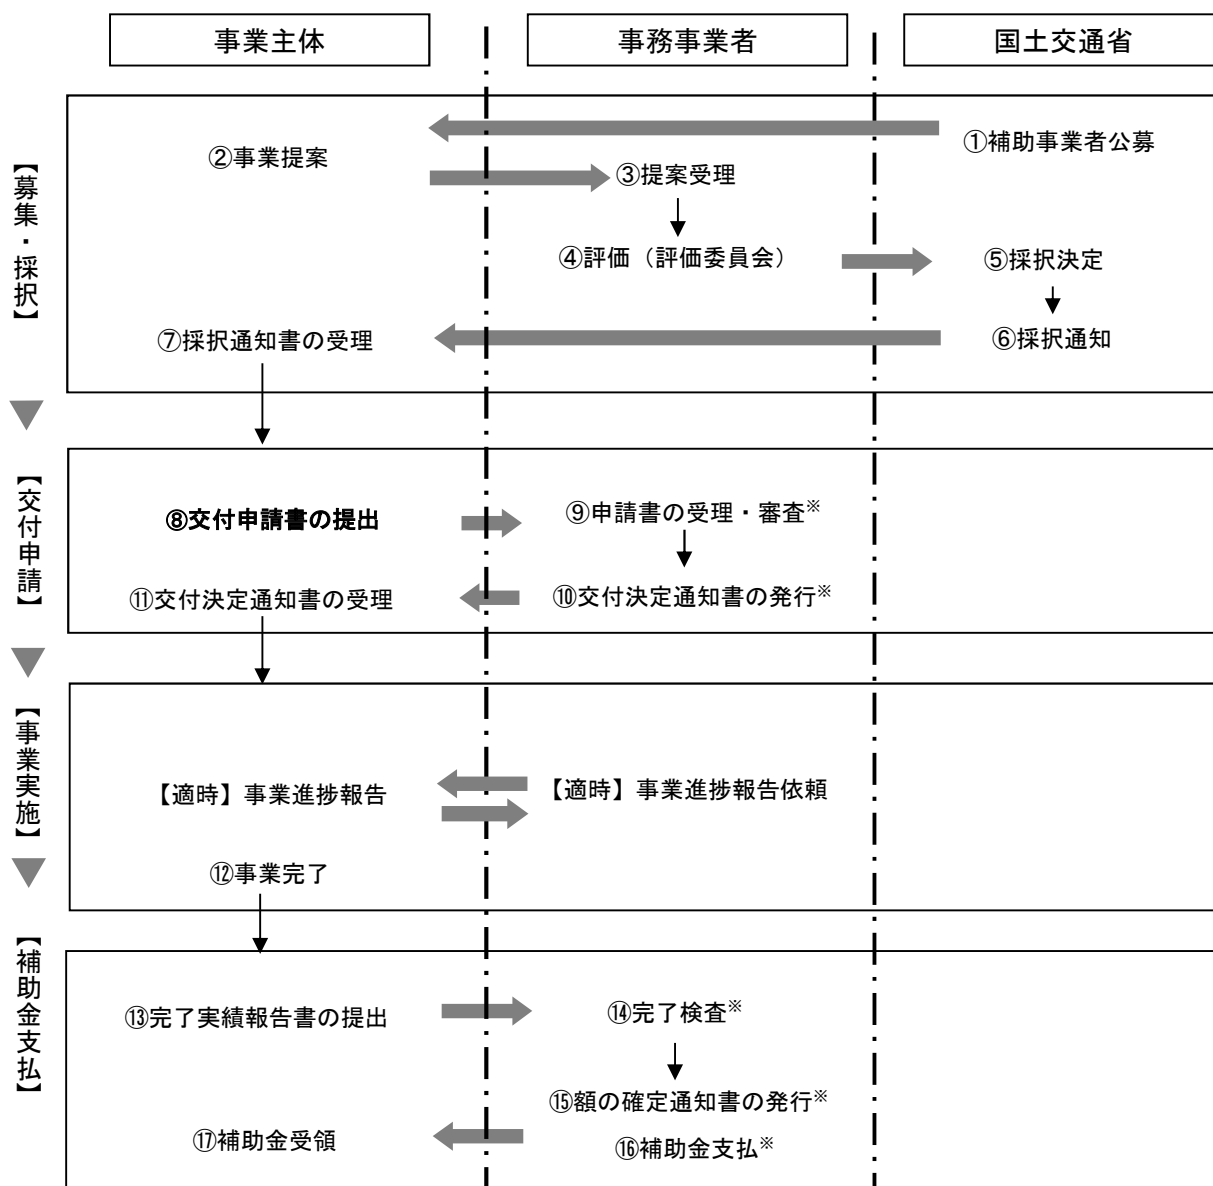 事業主体
事務事業者
国土交通省
【募集・採択】
①補助事業者公募
②事業提案
③提案受理
④評価（評価委員会）
⑤採択決定
⑥採択通知
⑦採択通知書の受理
【交付申請】
⑧交付申請書の提出
⑨申請書の受理・審査※
⑩交付決定通知書の発行※
⑪交付決定通知書の受理
【事業実施】
【適時】事業進捗報告
【適時】事業進捗報告依頼
⑫事業完了
【補助金支払】
⑬完了実績報告書の提出
⑭完了検査※
⑮額の確定通知書の発行※
⑯補助金支払※
⑰補助金受領